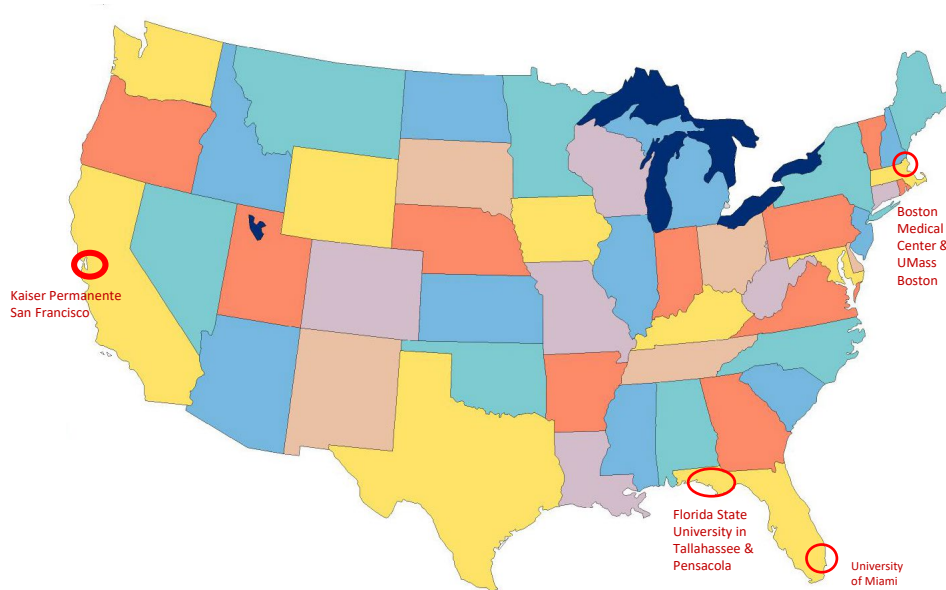 Kaiser Permanente
San Francisco
Boston
Medical
Center &
UMass
Boston
Florida State
University in
Tallahassee &
Pensacola
University
of Miami